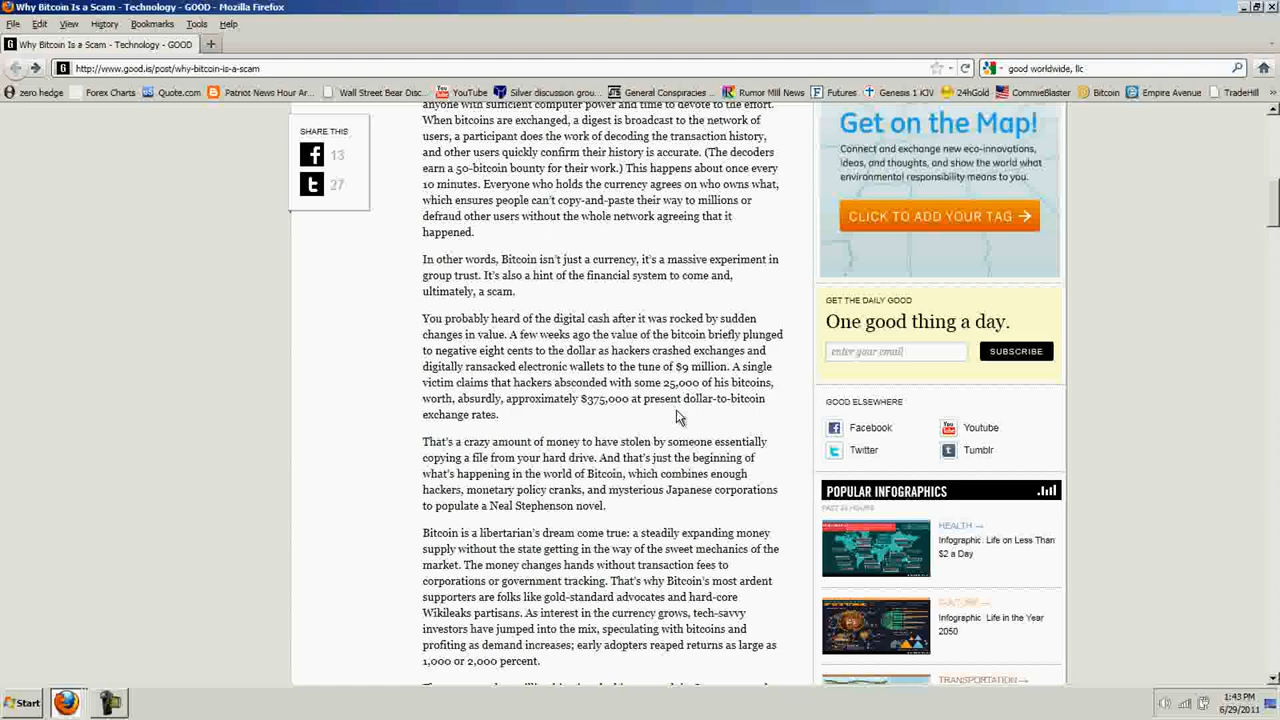 Why Bitcoin Is a Scam - Technology - GOOD - Mozilla Firefox
File Edit View History Bookmarks Tools Help
Why Bitcoin Is a Scam - Technology - GOOD
http://www.good.is/post/why-bitcoin-is-a-scam
good worldwide, llc
zero hedge Forex Charts Quote.com Patriot News Hour Ar... Wall Street Bear Disc... YouTube Silver discussion grou... General Conspiracies ... Rumor Mill News Futures Genesis 1 KJV 24hGold CommieBlaster Bitcoin Empire Avenue TradeHill
SHARE THIS
13
27
anyone with sufficient computer power and time to devote to the effort.
When bitcoins are exchanged, a digest is broadcast to the network of
users, a participant does the work of decoding the transaction history,
and other users quickly confirm their history is accurate. (The decoders
earn a 50-bitcoin bounty for their work.) This happens about once every
10 minutes. Everyone who holds the currency agrees on who owns what,
which ensures people can't copy-and-paste their way to millions or
defraud other users without the whole network agreeing that it
happened.
In other words, Bitcoin isn't just a currency, it's a massive experiment in
group trust. It's also a hint of the financial system to come and,
ultimately, a scam.
You probably heard of the digital cash after it was rocked by sudden
changes in value. A few weeks ago the value of the bitcoin briefly plunged
to negative eight cents to the dollar as hackers crashed exchanges and
digitally ransacked electronic wallets to the tune of $9 million. A single
victim claims that hackers absconded with some 25,000 of his bitcoins,
worth, absurdly, approximately $375,000 at present dollar-to-bitcoin
exchange rates.
That's a crazy amount of money to have stolen by someone essentially
copying a file from your hard drive. And that's just the beginning of
what's happening in the world of Bitcoin, which combines enough
hackers, monetary policy cranks, and mysterious Japanese corporations
to populate a Neal Stephenson novel.
Bitcoin is a libertarian's dream come true: a steadily expanding money
supply without the state getting in the way of the sweet mechanics of the
market. The money changes hands without transaction fees to
corporations or government tracking. That's why Bitcoin's most ardent
supporters are folks like gold-standard advocates and hard-core
Wikileaks partisans. As interest in the currency grows, tech-savvy
investors have jumped into the mix, speculating with bitcoins and
profiting as demand increases; early adopters reaped returns as large as
1,000 or 2,000 percent.
Get on the Map!
Connect and exchange new eco-innovations,
ideas, and thoughts, and show the world what
environmental responsibility means to you.
CLICK TO ADD YOUR TAG →
GET THE DAILY GOOD
One good thing a day.
enter your email
SUBSCRIBE
GOOD ELSEWHERE
Facebook Youtube
Twitter Tumblr
POPULAR INFOGRAPHICS
HEALTH →
Infographic: Life on Less Than
$2 a Day
CULTURE →
Infographic: Life in the Year
2050
TRANSPORTATION →
Start
1:43 PM
6/29/2011